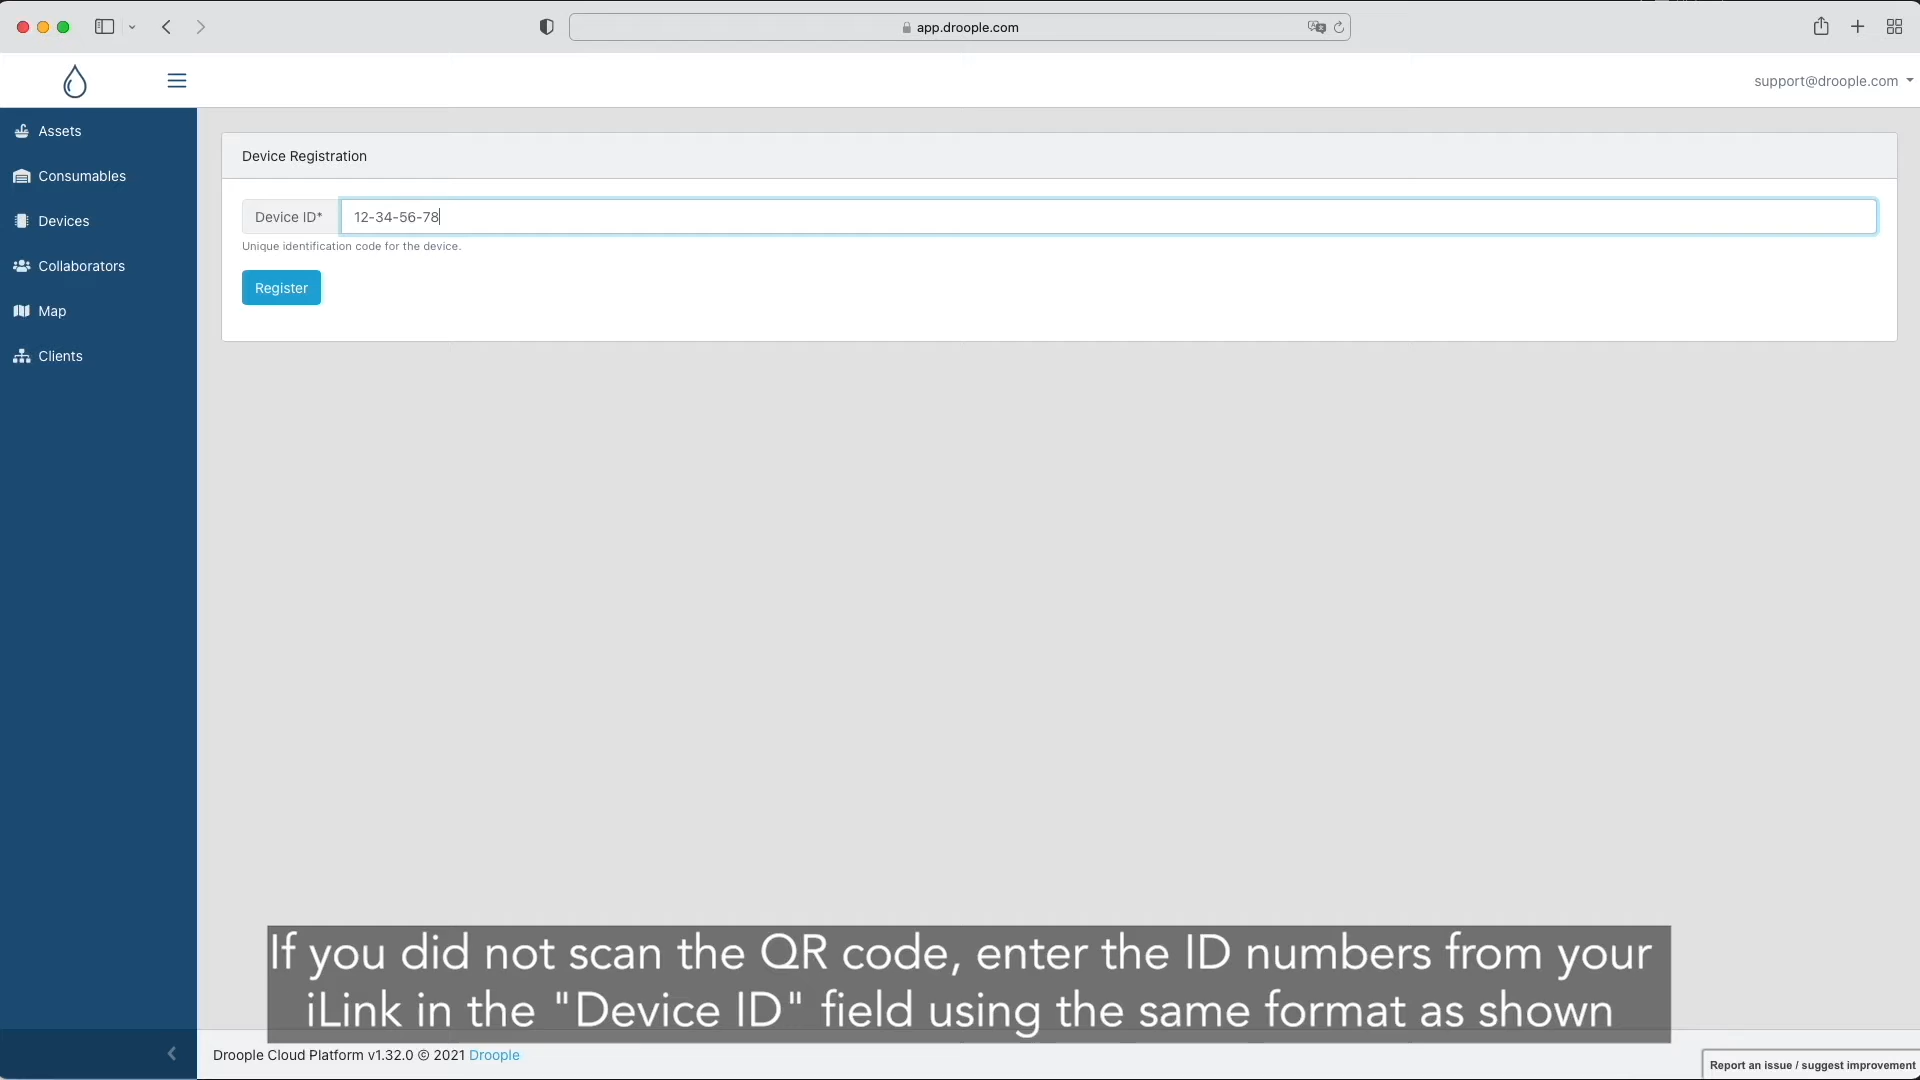 app.droople.com
support@droople.com
Assets
Consumables
Devices
Collaborators
Map
Clients
Device Registration
Device ID* 12-34-56-78
Unique identification code for the device.
Register
If you did not scan the QR code, enter the ID numbers from your
iLink in the "Device ID" field using the same format as shown
Droople Cloud Platform v1.32.0 © 2021 Droople
Report an issue / suggest improvement